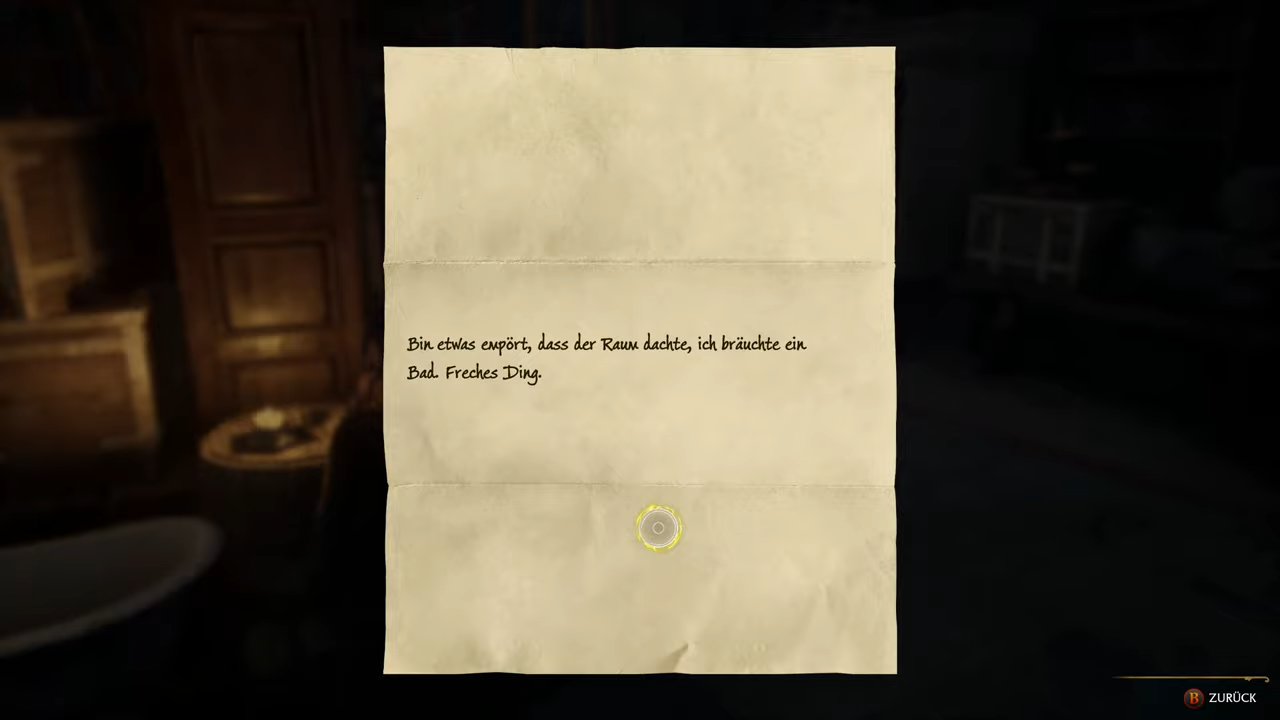 Bin etwas empört, dass der Raum dachte, ich bräuchte ein
Bad. Freches Ding.
B ZURÜCK